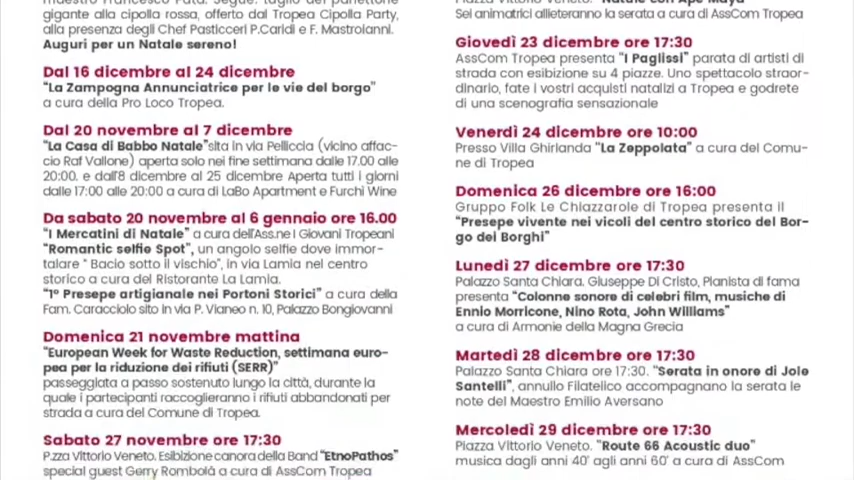 maestro Francesco Pata. Segue: taglio del panettone
gigante alla cipolla rossa, offerto dal Tropea Cipolla Party,
alla presenza degli Chef Pasticceri P.Caridi e F. Mastroianni.
Auguri per un Natale sereno!
Dal 16 dicembre al 24 dicembre
"La Zampogna Annunciatrice per le vie del borgo"
a cura della Pro Loco Tropea.
Dal 20 novembre al 7 dicembre
"La Casa di Babbo Natale"sita in via Pelliccia (vicino affac-
cio Raf Vallone) aperta solo nei fine settimana dalle 17.00 alle
20:00. e dall'8 dicembre al 25 dicembre Aperta tutti i giorni
dalle 17:00 alle 20:00 a cura di LaBo Apartment e Furchì Wine
Da sabato 20 novembre al 6 gennaio ore 16.00
"I Mercatini di Natale" a cura dell'Ass.ne I Giovani Tropeani
"Romantic selfie Spot", un angolo selfie dove immor-
talare " Bacio sotto il vischio", in via Lamia nel centro
storico a cura del Ristorante La Lamia.
"1° Presepe artigianale nei Portoni Storici" a cura della
Fam. Caracciolo sito in via P. Vianeo n. 10, Palazzo Bongiovanni
Domenica 21 novembre mattina
"European Week for Waste Reduction, settimana euro-
pea per la riduzione dei rifiuti (SERR)"
passeggiata a passo sostenuto lungo la città, durante la
quale i partecipanti raccoglieranno i rifiuti abbandonati per
strada a cura del Comune di Tropea.
Sabato 27 novembre ore 17:30
P.zza Vittorio Veneto. Esibizione canora della Band "EtnoPathos"
special guest Gerry Rombolà a cura di AssCom Tropea
Piazza Vittorio Veneto. "Natale con Ape Maya"
Sei animatrici allieteranno la serata a cura di AssCom Tropea
Giovedì 23 dicembre ore 17:30
AssCom Tropea presenta "I Paglissi" parata di artisti di
strada con esibizione su 4 piazze. Uno spettacolo straor-
dinario, fate i vostri acquisti natalizi a Tropea e godrete
di una scenografia sensazionale
Venerdì 24 dicembre ore 10:00
Presso Villa Ghirlanda "La Zeppolata" a cura del Comu-
ne di Tropea
Domenica 26 dicembre ore 16:00
Gruppo Folk Le Chiazzarole di Tropea presenta il
"Presepe vivente nei vicoli del centro storico del Bor-
go dei Borghi"
Lunedì 27 dicembre ore 17:30
Palazzo Santa Chiara. Giuseppe Di Cristo, Pianista di fama
presenta "Colonne sonore di celebri film, musiche di
Ennio Morricone, Nino Rota, John Williams"
a cura di Armonie della Magna Grecia
Martedì 28 dicembre ore 17:30
Palazzo Santa Chiara ore 17:30. "Serata in onore di Jole
Santelli", annullo Filatelico accompagnano la serata le
note del Maestro Emilio Aversano
Mercoledì 29 dicembre ore 17:30
Piazza Vittorio Veneto. "Route 66 Acoustic duo"
musica dagli anni 40' agli anni 60' a cura di AssCom